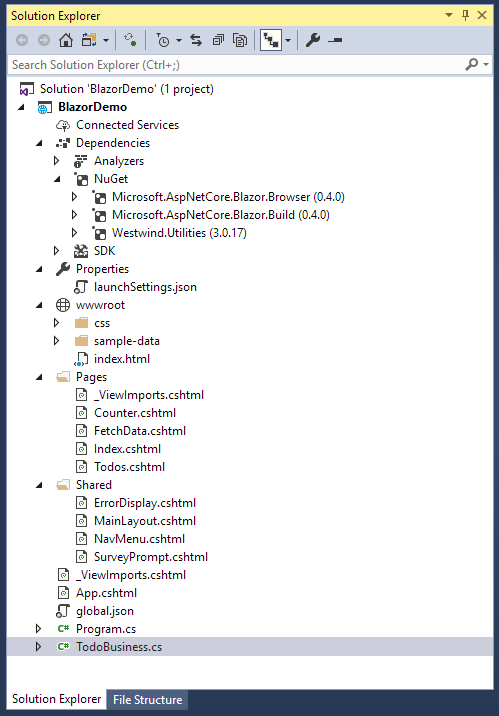 Solution Explorer
Search Solution Explorer (Ctrl+;)
Solution 'BlazorDemo' (1 project)
BlazorDemo
Connected Services
Dependencies
Analyzers
NuGet
Microsoft.AspNetCore.Blazor.Browser (0.4.0)
Microsoft.AspNetCore.Blazor.Build (0.4.0)
Westwind.Utilities (3.0.17)
SDK
Properties
launchSettings.json
wwwroot
css
sample-data
index.html
Pages
_ViewImports.cshtml
Counter.cshtml
FetchData.cshtml
Index.cshtml
Todos.cshtml
Shared
ErrorDisplay.cshtml
MainLayout.cshtml
NavMenu.cshtml
SurveyPrompt.cshtml
_ViewImports.cshtml
App.cshtml
global.json
C# Program.cs
C# TodoBusiness.cs
Solution Explorer File Structure